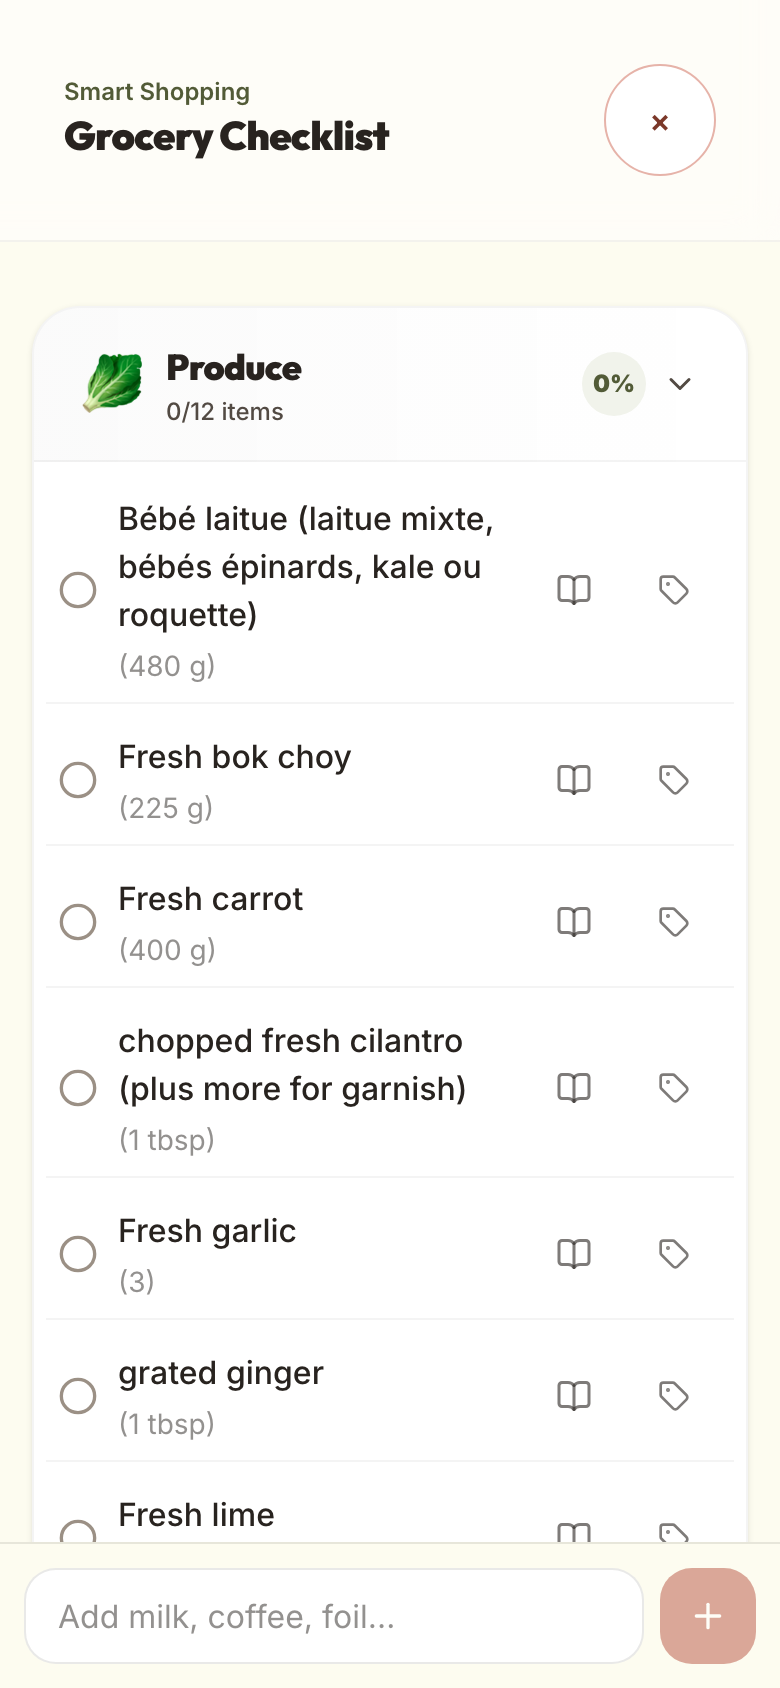 Smart Shopping
Grocery Checklist
×
Produce
0/12 items
0%
Bébé laitue (laitue mixte,
bébés épinards, kale ou
roquette)
(480 g)
Fresh bok choy
(225 g)
Fresh carrot
(400 g)
chopped fresh cilantro
(plus more for garnish)
(1 tbsp)
Fresh garlic
(3)
grated ginger
(1 tbsp)
Fresh lime
Add milk, coffee, foil...
+